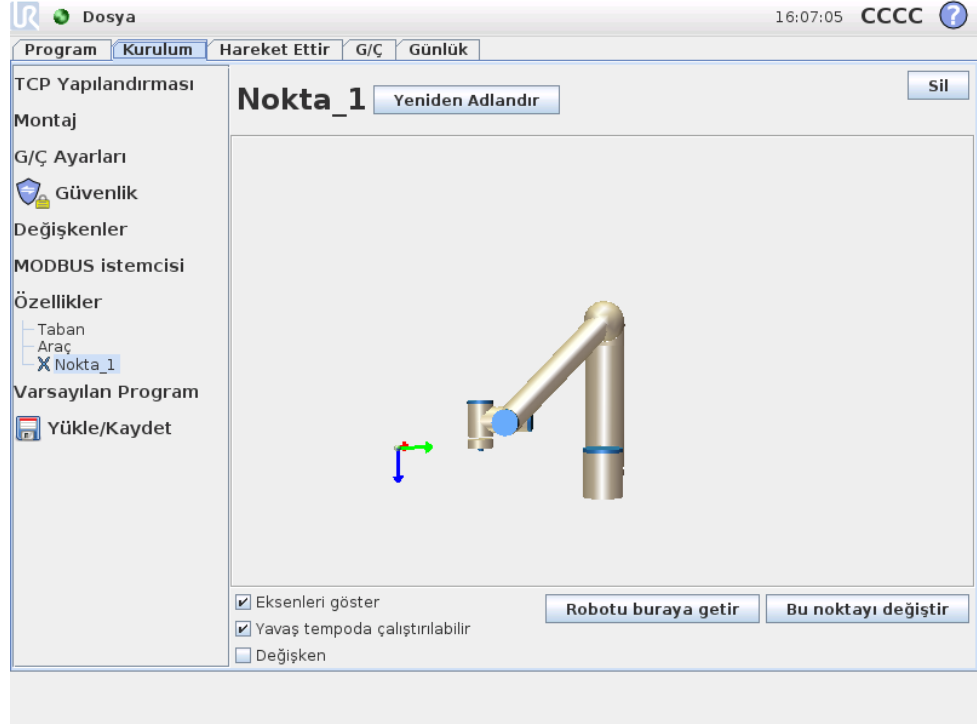 UR Dosya 16:07:05 CCCC ?
Program Kurulum Hareket Ettir G/Ç Günlük
TCP Yapılandırması
Montaj
G/Ç Ayarları
Güvenlik
Değişkenler
MODBUS istemcisi
Özellikler
Taban
Araç
Nokta_1
Varsayılan Program
Yükle/Kaydet
Nokta_1 Yeniden Adlandır Sil
Eksenleri göster
Yavaş tempoda çalıştırılabilir
Değişken
Robotu buraya getir Bu noktayı değiştir